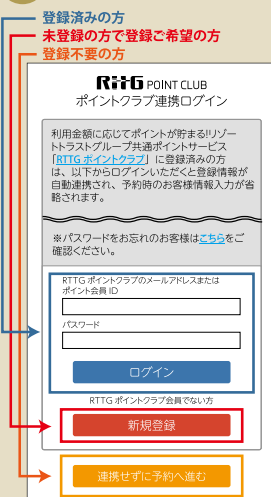 登録済みの方
未登録の方で登録ご希望の方
登録不要の方
RTTG POINT CLUB
ポイントクラブ連携ログイン
利用金額に応じてポイントが貯まる!!リゾー
トトラストグループ共通ポイントサービス
「RTTG ポイントクラブ」に登録済みの方
は、以下からログインいただくと登録情報が
自動連携され、予約時のお客様情報入力が省
略されます。
※パスワードをお忘れのお客様はこちらをご
確認ください。
RTTG ポイントクラブのメールアドレスまたは
ポイント会員 ID
パスワード
ログイン
RTTG ポイントクラブ会員でない方
新規登録
連携せずに予約へ進む